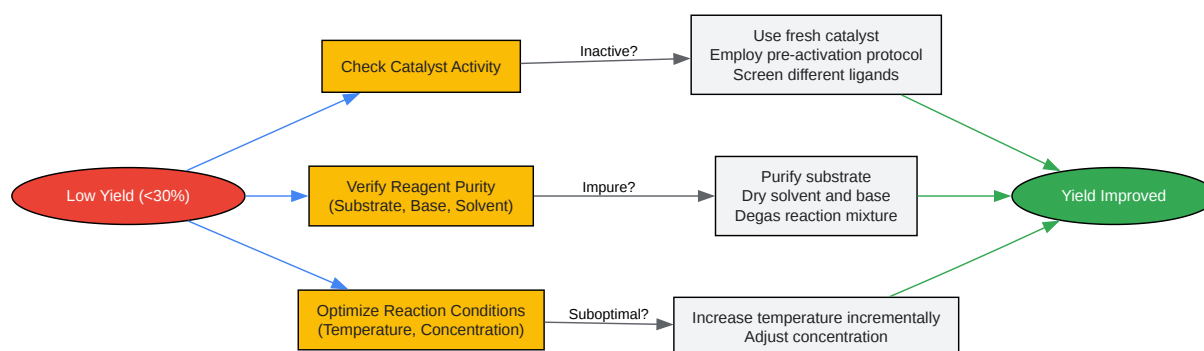 Low Yield (<30%)
Check Catalyst Activity
Inactive?
Use fresh catalyst
Employ pre-activation protocol
Screen different ligands
Verify Reagent Purity
(Substrate, Base, Solvent)
Impure?
Purify substrate
Dry solvent and base
Degas reaction mixture
Optimize Reaction Conditions
(Temperature, Concentration)
Suboptimal?
Increase temperature incrementally
Adjust concentration
Yield Improved